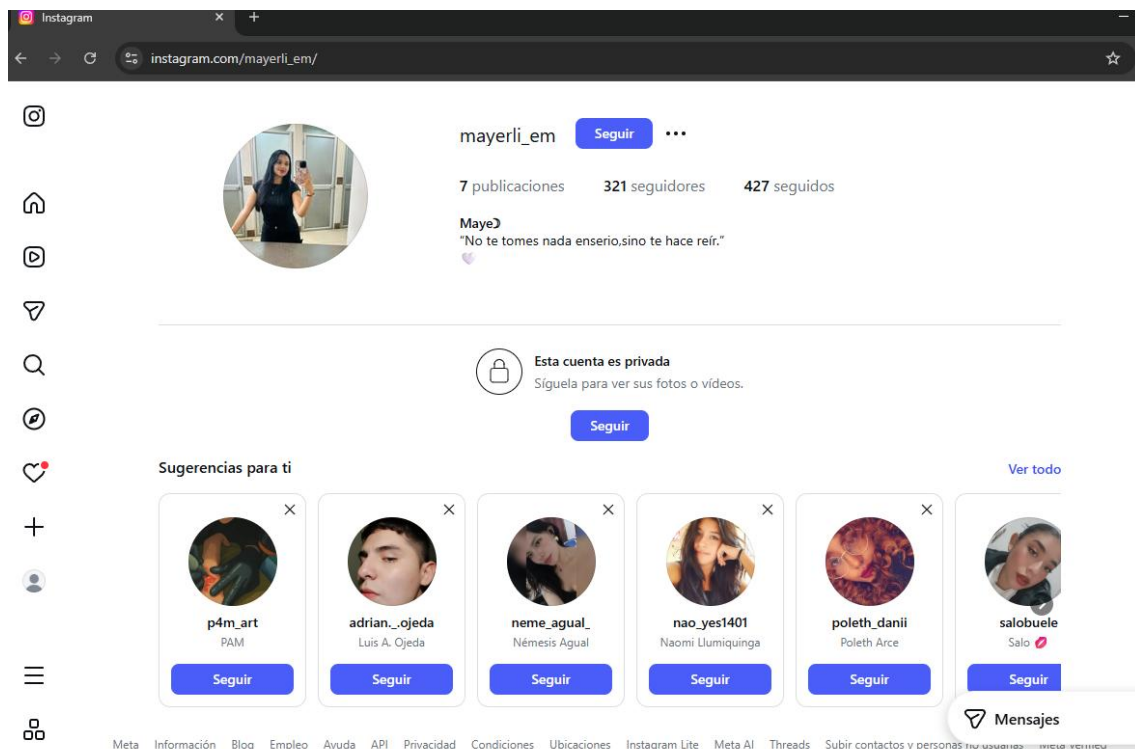 Instagram
instagram.com/mayerli_em/
mayerli_em Seguir
7 publicaciones 321 seguidores 427 seguidos
Maye
"No te tomes nada enserio,sino te hace reír."
Esta cuenta es privada
Síguela para ver sus fotos o vídeos.
Seguir
Sugerencias para ti Ver todo
p4m_art adrian._.ojeda neme_agual_ nao_yes1401 poleth_danii salobuele
PAM Luis A. Ojeda Némesis Agual Naomi Llumiquinga Poleth Arce Salo
Seguir Seguir Seguir Seguir Seguir Seguir
Mensajes
Meta Información Blog Empleo Ayuda API Privacidad Condiciones Ubicaciones Instagram Lite Meta AI Threads Subir contactos y personas no usuarias Meta Verified